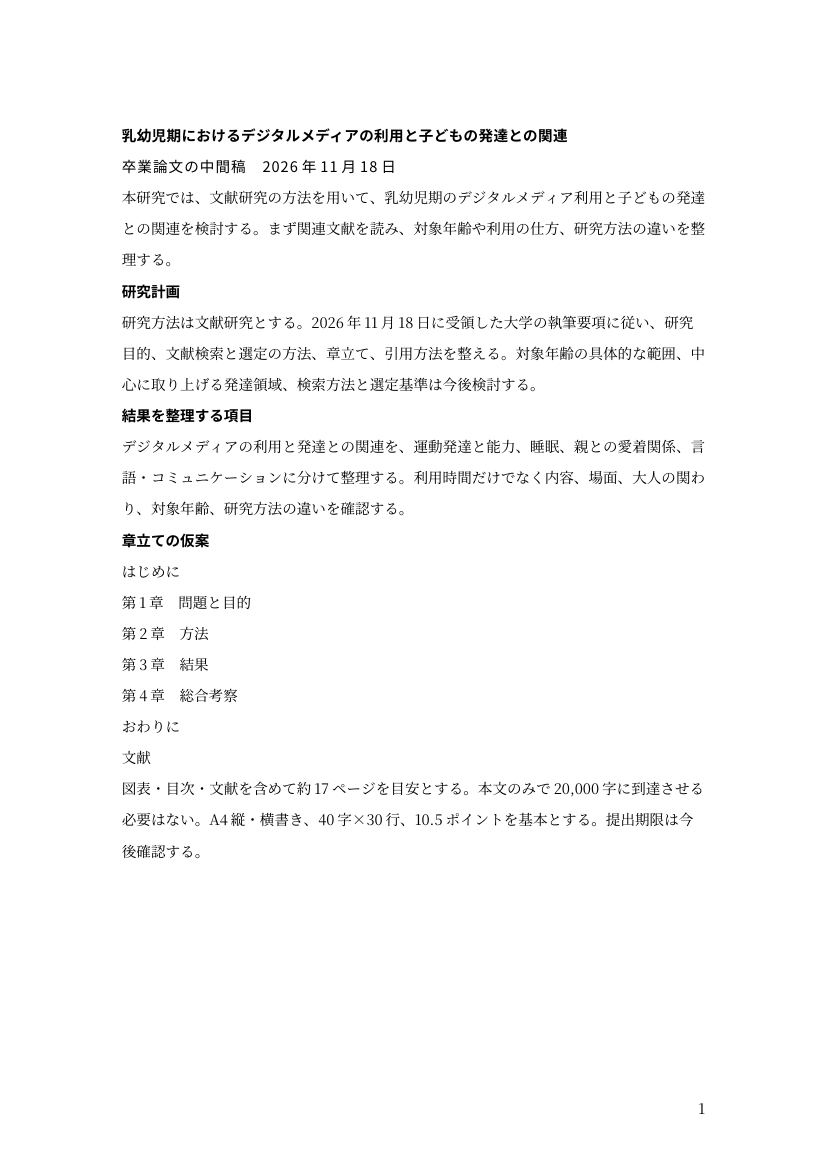 乳幼児期におけるデジタルメディアの利用と子どもの発達との関連
卒業論文の中間稿　2026 年 11 月 18 日
本研究では、文献研究の方法を用いて、乳幼児期のデジタルメディア利用と子どもの発達
との関連を検討する。まず関連文献を読み、対象年齢や利用の仕方、研究方法の違いを整
理する。
研究計画
研究方法は文献研究とする。2026 年 11 月 18 日に受領した大学の執筆要項に従い、研究
目的、文献検索と選定の方法、章立て、引用方法を整える。対象年齢の具体的な範囲、中
心に取り上げる発達領域、検索方法と選定基準は今後検討する。
結果を整理する項目
デジタルメディアの利用と発達との関連を、運動発達と能力、睡眠、親との愛着関係、言
語・コミュニケーションに分けて整理する。利用時間だけでなく内容、場面、大人の関わ
り、対象年齢、研究方法の違いを確認する。
章立ての仮案
はじめに
第 1 章　問題と目的
第 2 章　方法
第 3 章　結果
第 4 章　総合考察
おわりに
文献
図表・目次・文献を含めて約 17 ページを目安とする。本文のみで 20,000 字に到達させる
必要はない。A4 縦・横書き、40 字×30 行、10.5 ポイントを基本とする。提出期限は今
後確認する。
1